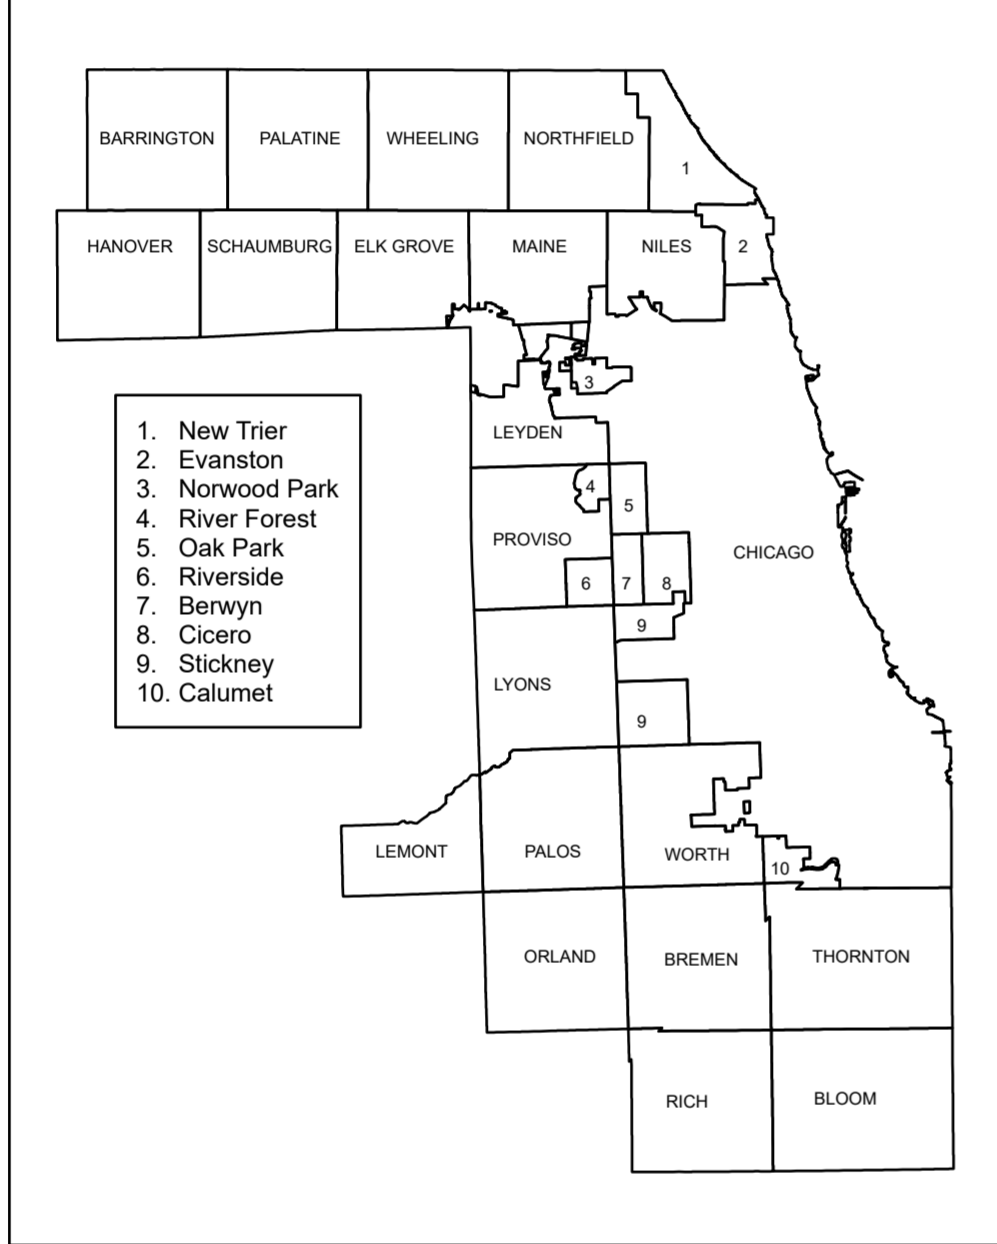 BARRINGTON PALATINE WHEELING NORTHFIELD
1
HANOVER SCHAUMBURG ELK GROVE MAINE NILES 2
3
1. New Trier
2. Evanston
3. Norwood Park
4. River Forest
5. Oak Park
6. Riverside
7. Berwyn
8. Cicero
9. Stickney
10. Calumet
LEYDEN
4
5
PROVISO
CHICAGO
6 7 8
9
LYONS
9
LEMONT PALOS WORTH
10
ORLAND BREMEN THORNTON
RICH BLOOM